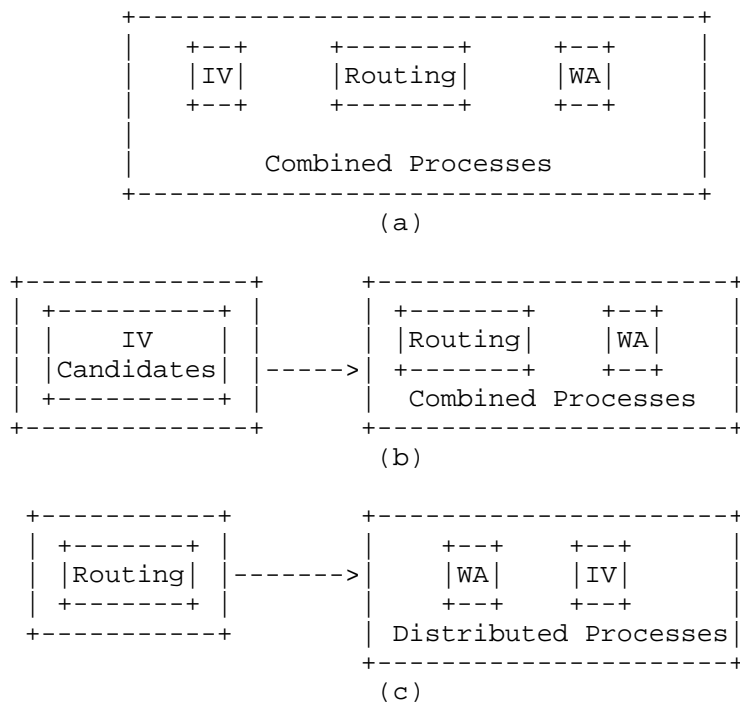 IV Routing WA
Combined Processes
(a)
IV
Candidates
Routing WA
Combined Processes
(b)
Routing
WA IV
Distributed Processes
(c)